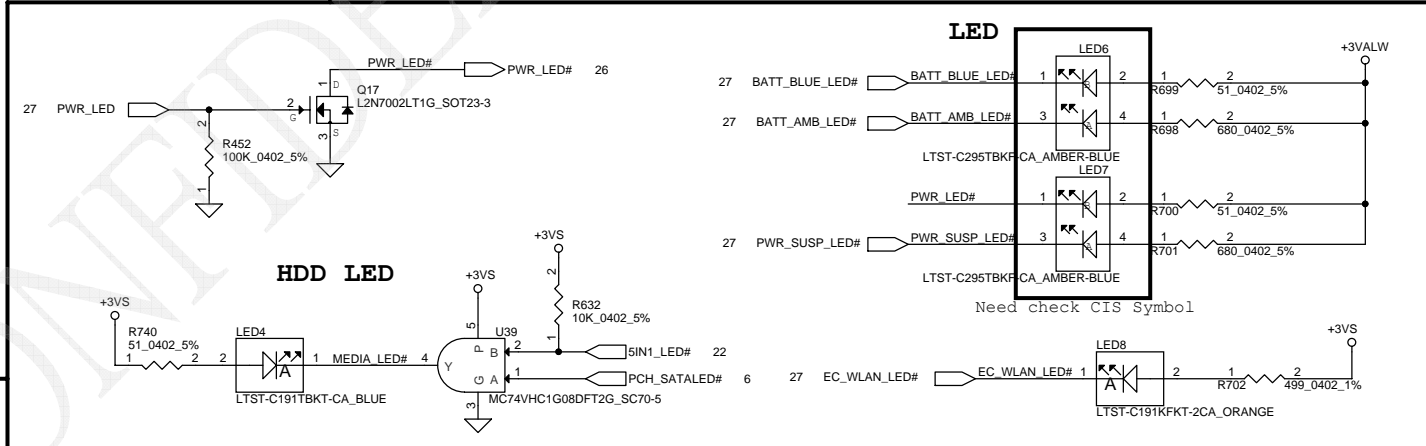 LED
LED6
+3VALW
PWR_LED#
PWR_LED# 26
1
D
Q17
L2N7002LT1G_SOT23-3
27 PWR_LED
2
G
S
3
2
R452
100K_0402_5%
1
27 BATT_BLUE_LED#
BATT_BLUE_LED#
1
2
1
2
R699
51_0402_5%
27 BATT_AMB_LED#
BATT_AMB_LED#
3
4
1
2
R698
680_0402_5%
LTST-C295TBKF-CA_AMBER-BLUE
LED7
PWR_LED#
1
2
1
2
R700
51_0402_5%
27 PWR_SUSP_LED#
PWR_SUSP_LED#
3
4
1
2
R701
680_0402_5%
LTST-C295TBKF-CA_AMBER-BLUE
Need check CIS Symbol
HDD LED
+3VS
+3VS
+3VS
2
R632
10K_0402_5%
1
R740
51_0402_5%
1
2
LED4
2
A
1
MEDIA_LED#
4
Y
5
P
B
U39
2
5IN1_LED# 22
G
A
1
PCH_SATALED# 6
3
MC74VHC1G08DFT2G_SC70-5
LTST-C191TBKT-CA_BLUE
+3VS
LED8
27 EC_WLAN_LED#
EC_WLAN_LED#
1
A
2
1
2
R702
499_0402_1%
LTST-C191KFKT-2CA_ORANGE